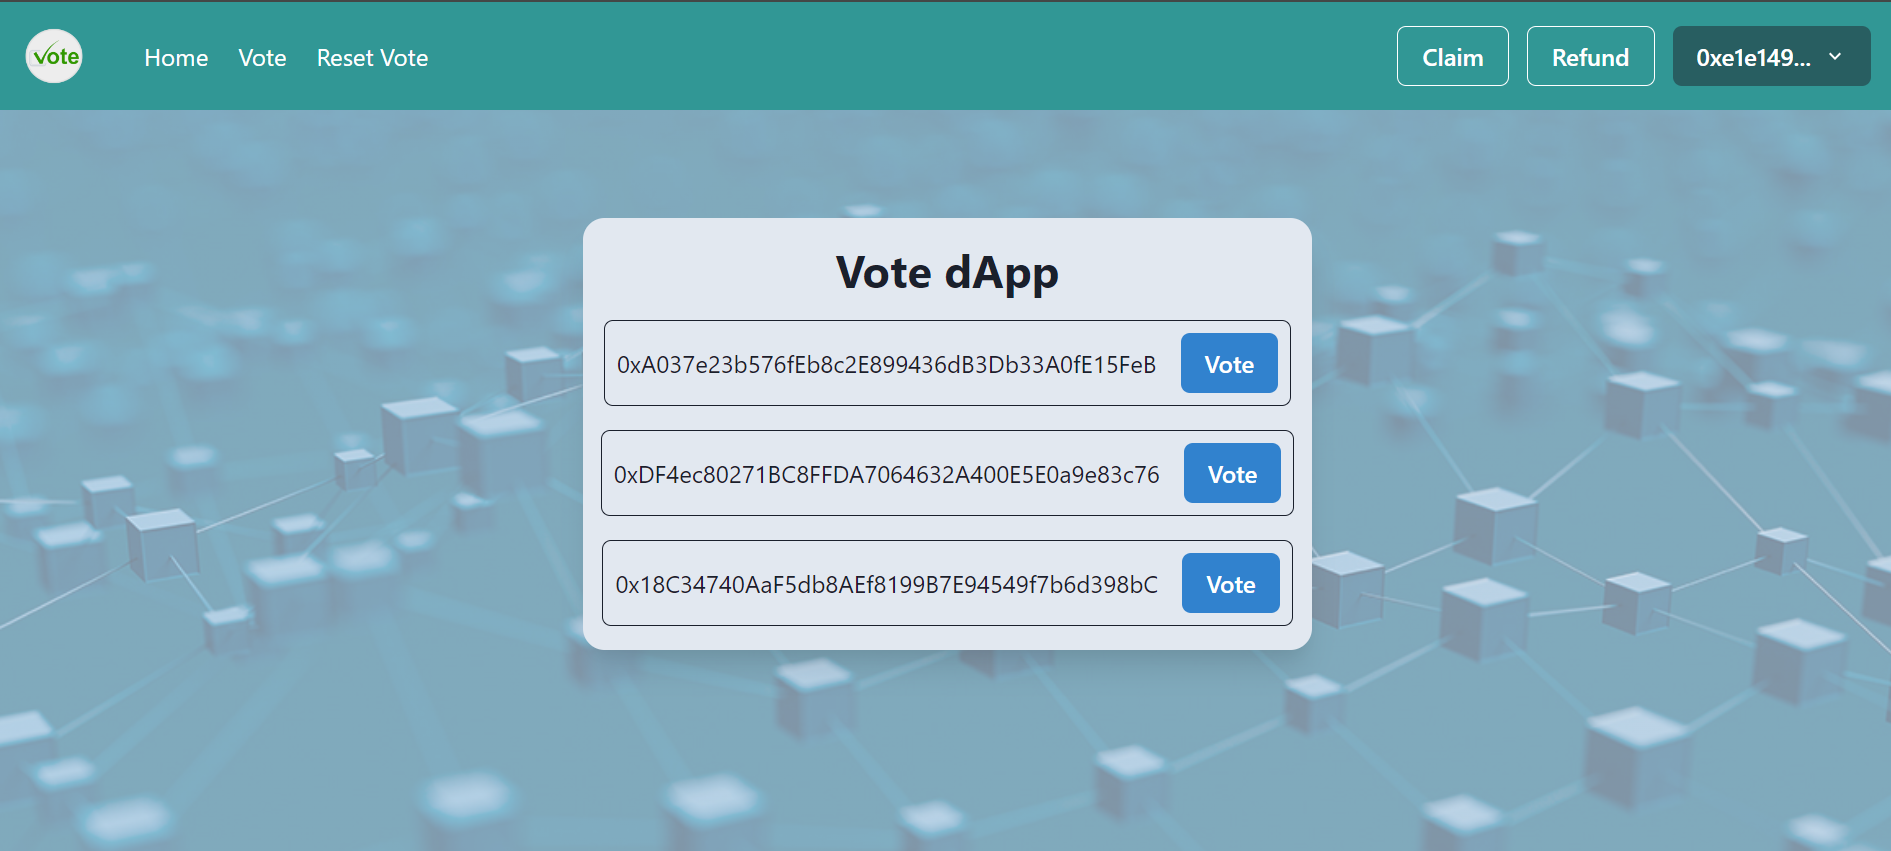 vote
Home Vote Reset Vote Claim Refund 0xe1e149...
Vote dApp
0xA037e23b576fEb8c2E899436dB3Db33A0fE15FeB Vote
0xDF4ec80271BC8FFDA7064632A400E5E0a9e83c76 Vote
0x18C34740AaF5db8AEf8199B7E94549f7b6d398bC Vote